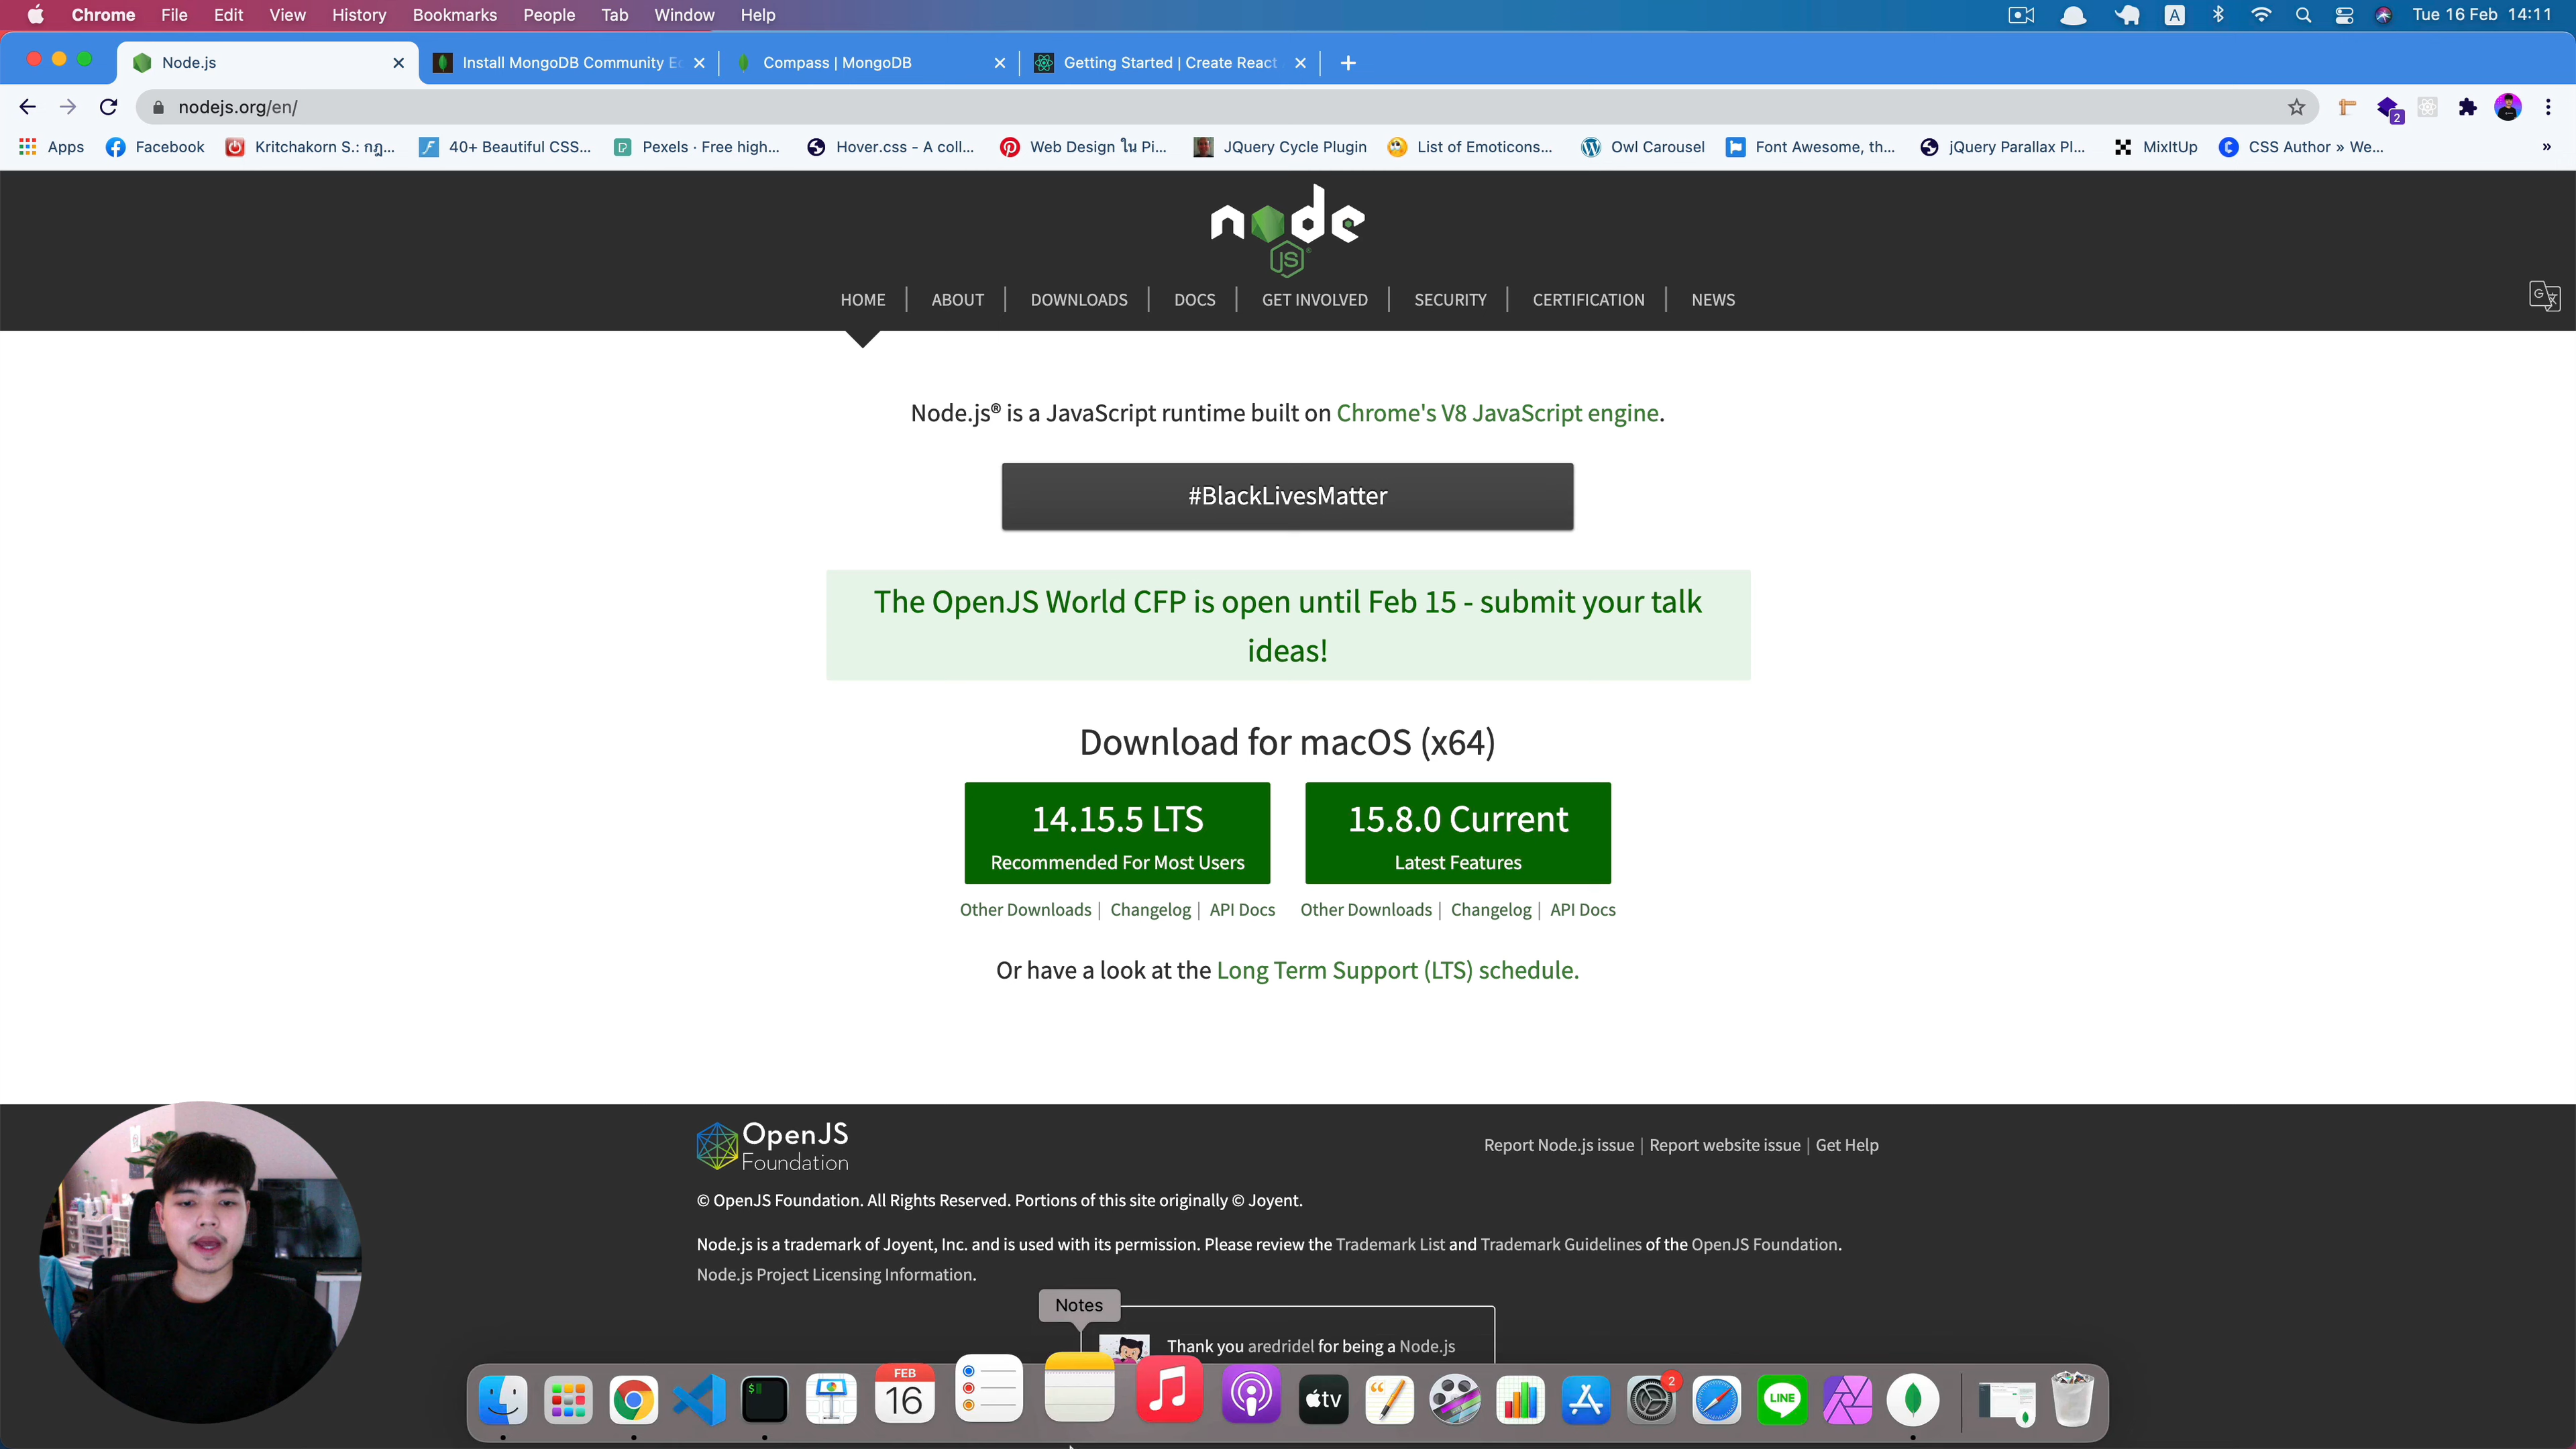 Chrome File Edit View History Bookmarks People Tab Window Help A Tue 16 Feb 14:11
Node.js Install MongoDB Community Compass | MongoDB Getting Started | Create React
nodejs.org/en/ 2
Apps Facebook Kritchakorn S.: กฎ... 40+ Beautiful CSS... Pexels · Free high... Hover.css - A coll... Web Design ใน Pi... JQuery Cycle Plugin List of Emoticons... Owl Carousel Font Awesome, th... jQuery Parallax Pl... MixItUp CSS Author » We... »
node
JS
HOME | ABOUT | DOWNLOADS | DOCS | GET INVOLVED | SECURITY | CERTIFICATION | NEWS
Node.js® is a JavaScript runtime built on Chrome's V8 JavaScript engine.
#BlackLivesMatter
The OpenJS World CFP is open until Feb 15 - submit your talk
ideas!
Download for macOS (x64)
14.15.5 LTS 15.8.0 Current
Recommended For Most Users Latest Features
Other Downloads | Changelog | API Docs Other Downloads | Changelog | API Docs
Or have a look at the Long Term Support (LTS) schedule.
OpenJS
Foundation
Report Node.js issue | Report website issue | Get Help
© OpenJS Foundation. All Rights Reserved. Portions of this site originally © Joyent.
Node.js is a trademark of Joyent, Inc. and is used with its permission. Please review the Trademark List and Trademark Guidelines of the OpenJS Foundation.
Node.js Project Licensing Information.
Notes
Thank you aredridel for being a Node.js
FEB
16
tv
2
LINE